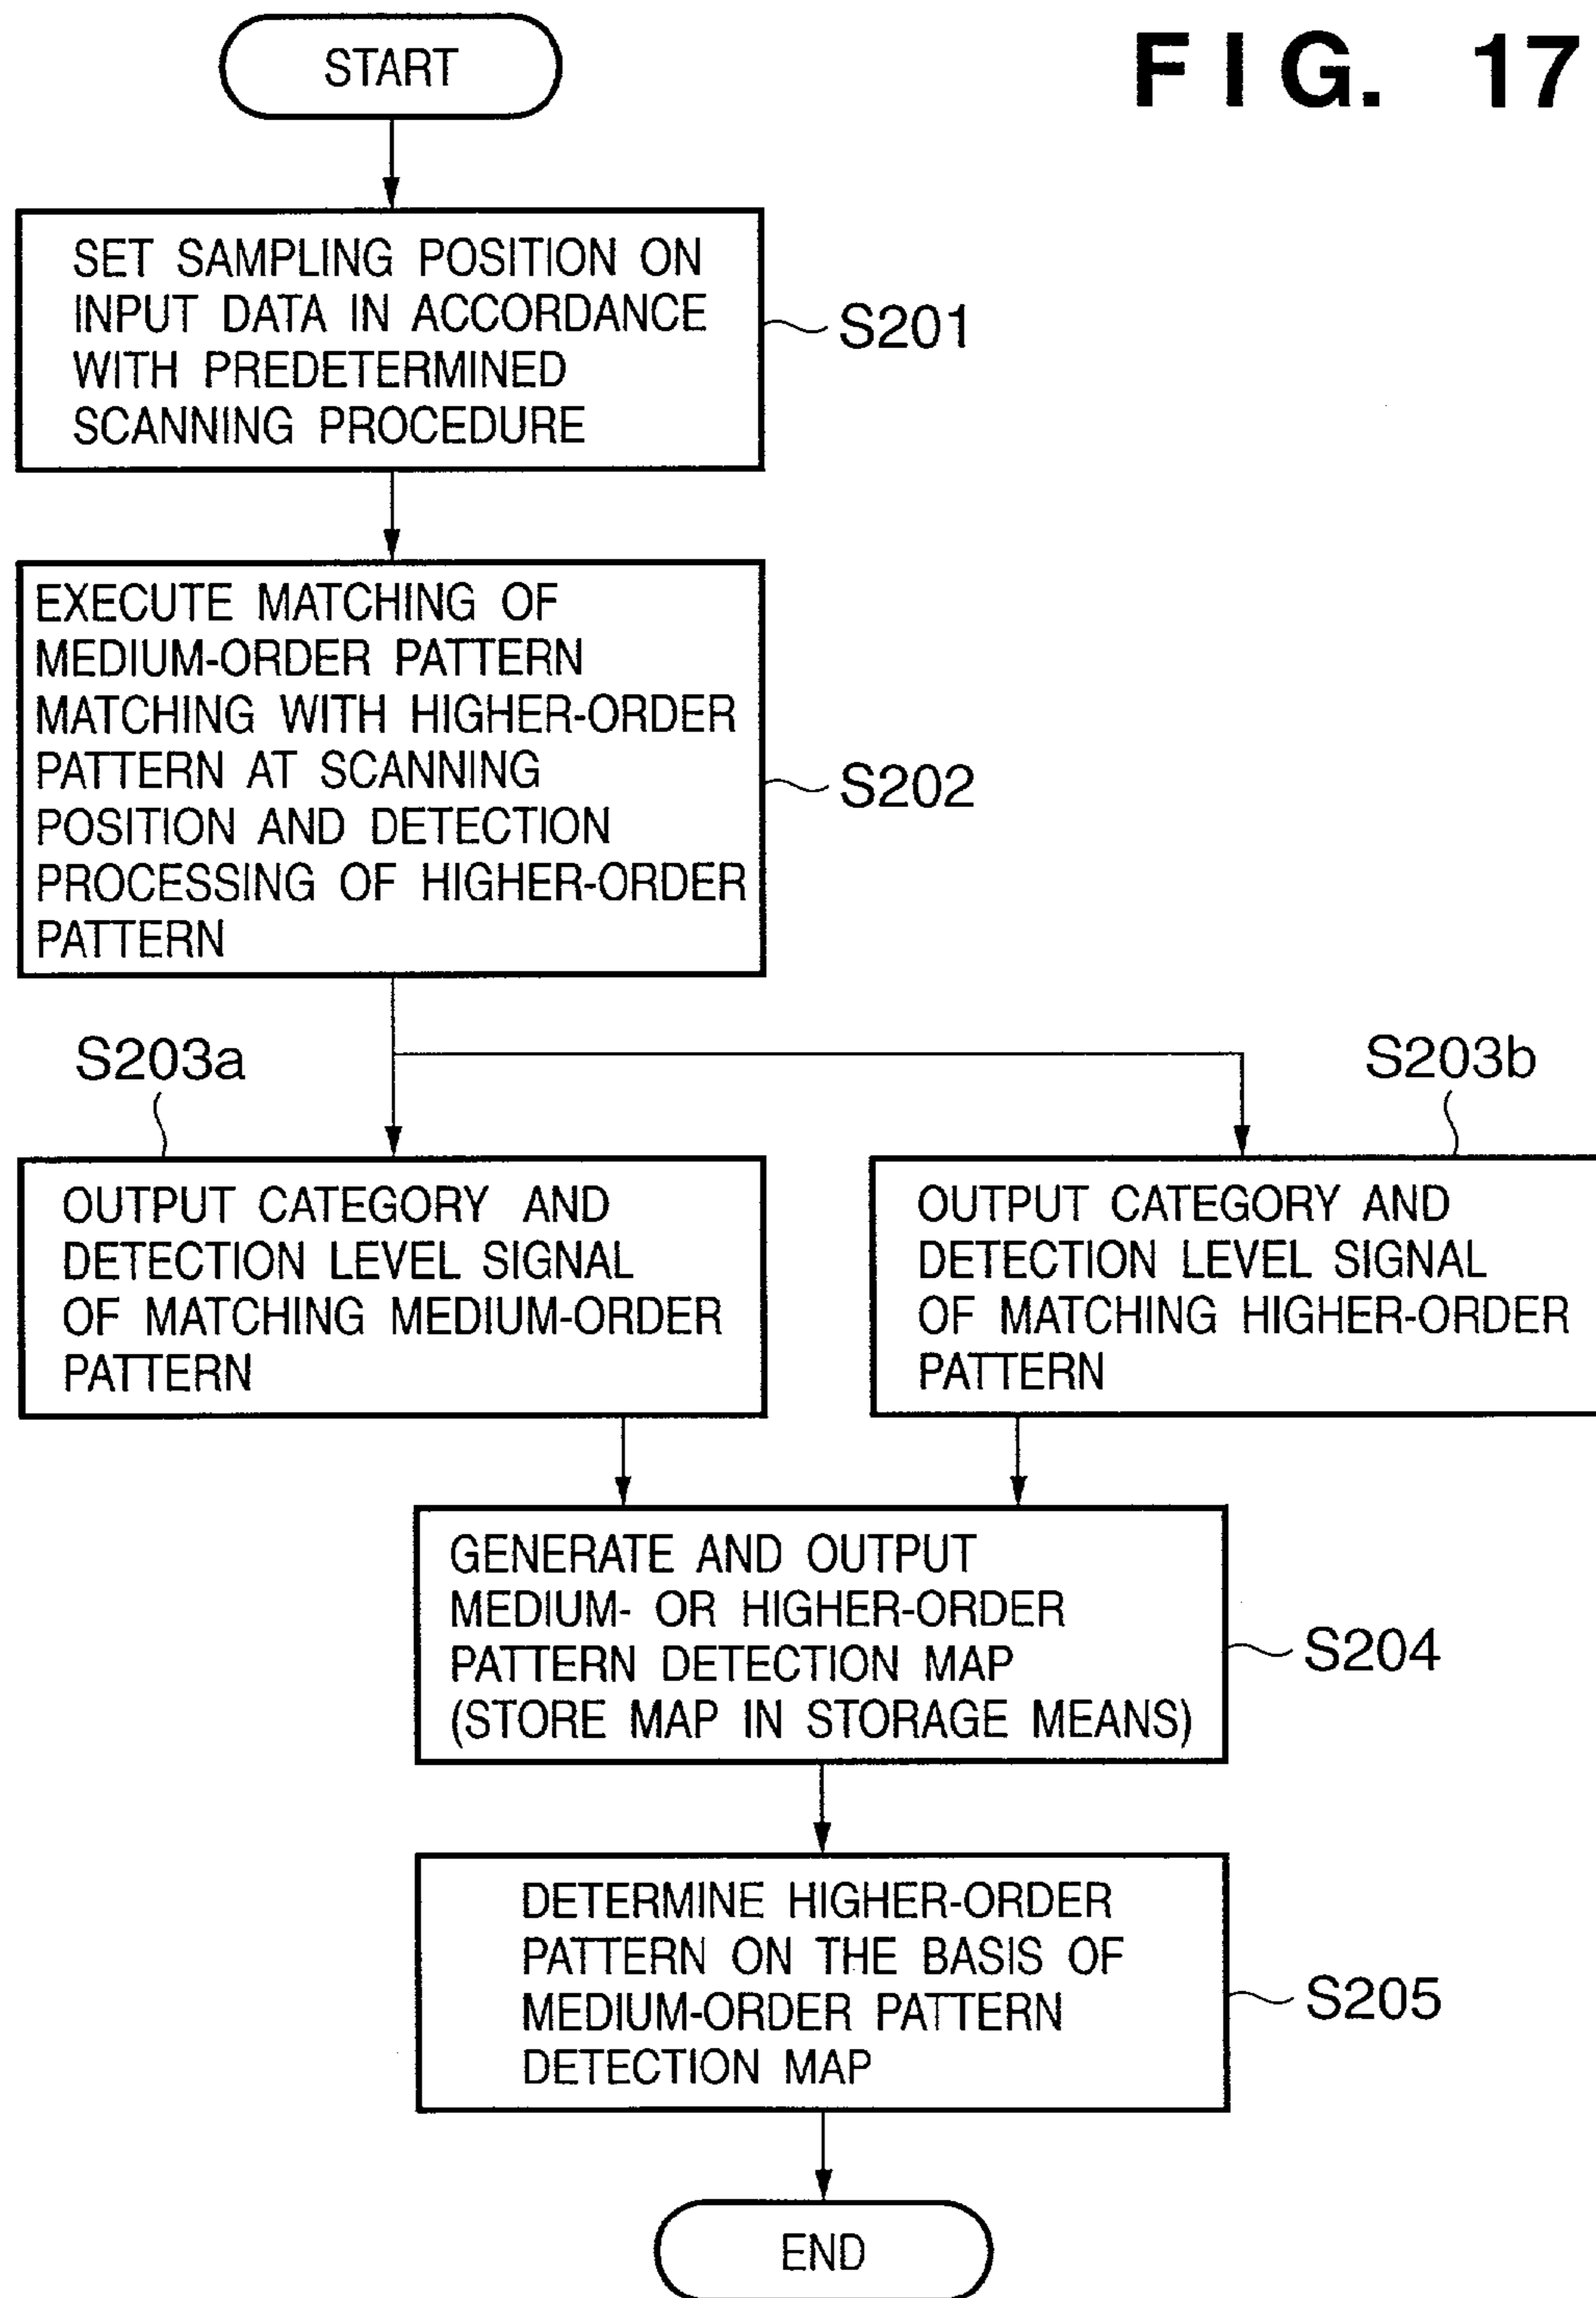 FIG. 17
START
SET SAMPLING POSITION ON
INPUT DATA IN ACCORDANCE
WITH PREDETERMINED
SCANNING PROCEDURE
S201
EXECUTE MATCHING OF
MEDIUM-ORDER PATTERN
MATCHING WITH HIGHER-ORDER
PATTERN AT SCANNING
POSITION AND DETECTION
PROCESSING OF HIGHER-ORDER
PATTERN
S202
S203a
S203b
OUTPUT CATEGORY AND
DETECTION LEVEL SIGNAL
OF MATCHING MEDIUM-ORDER
PATTERN
OUTPUT CATEGORY AND
DETECTION LEVEL SIGNAL
OF MATCHING HIGHER-ORDER
PATTERN
GENERATE AND OUTPUT
MEDIUM- OR HIGHER-ORDER
PATTERN DETECTION MAP
(STORE MAP IN STORAGE MEANS)
S204
DETERMINE HIGHER-ORDER
PATTERN ON THE BASIS OF
MEDIUM-ORDER PATTERN
DETECTION MAP
S205
END